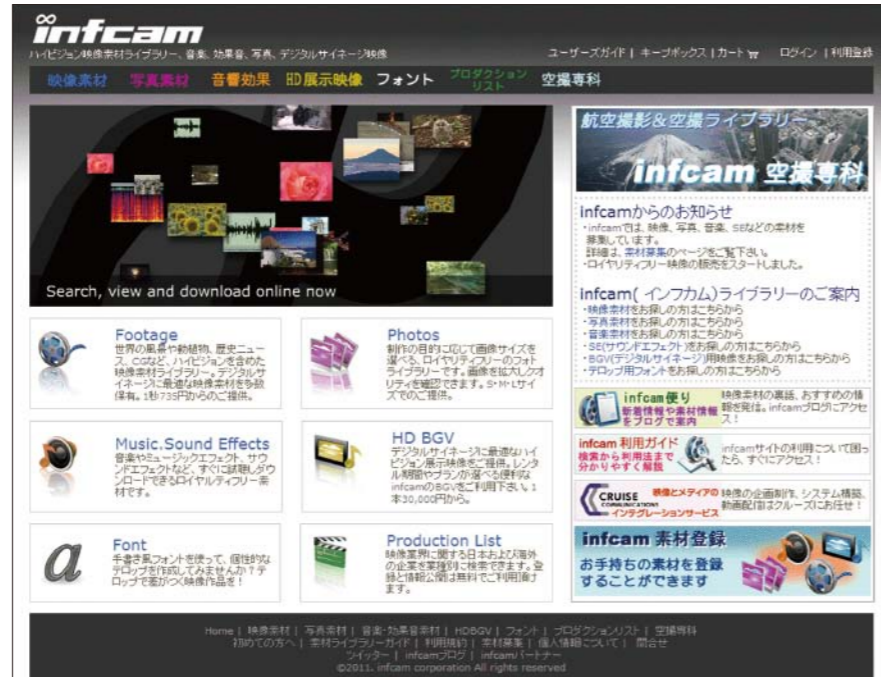 infcam
ハイビジョン映像素材ライブラリー、音楽、効果音、写真、デジタルサイネージ映像
ユーザーズガイド | キープボックス | カート ログイン | 利用登録
映像素材 写真素材 音響効果 HD展示映像 フォント プロダクションリスト 空撮専科
Search, view and download online now
Footage
世界の風景や動植物、歴史ニュー
ス、CGなど、ハイビジョンを含めた
映像素材ライブラリー。デジタルサ
イネージに最適な映像素材を多数
保有。1秒735円からのご提供。
Photos
制作の目的に応じて画像サイズを
選べる、ロイヤリティフリーのフォト
ライブラリーです。画像を拡大しクオ
リティを確認できます。S・M・Lサイ
ズでのご提供。
Music.Sound Effects
音楽やミュージックエフェクト、サウ
ンドエフェクトなど、すぐに試聴しダウ
ンロードできるロイヤルティフリー素
材です。
HD BGV
デジタルサイネージに最適なハイ
ビジョン展示映像をご提供。レンタ
ル期間やプランが選べる便利な
infcamのBGVをご利用下さい。1
本30,000円から。
Font
手書き風フォントを使って、個性的な
テロップを作成してみませんか？テ
ロップで差がつく映像作品を！
Production List
映像業界に関する日本および海外
の企業を業種別に検索できます。登
録と情報公開は無料でご利用頂け
ます。
航空撮影&空撮ライブラリー
infcam 空撮専科
infcamからのお知らせ
・infcamでは、映像、写真、音楽、SEなどの素材を
募集しています。
詳細は、素材募集のページをご覧下さい。
・ロイヤリティフリー映像の販売をスタートしました。
infcam( インフカム)ライブラリーのご案内
・映像素材をお探しの方はこちらから
・写真素材をお探しの方はこちらから
・音楽素材をお探しの方はこちらから
・SE(サウンドエフェクト)をお探しの方はこちらから
・BGV(デジタルサイネージ)用映像をお探しの方はこちらから
・テロップ用フォントをお探しの方はこちらから
infcam便り
新着情報や素材情報
をブログで案内
映像素材の裏話、おすすめの情
報を発信。infcamブログにアクセ
ス！
infcam 利用ガイド
検索から利用法まで
分かりやすく解説
infcamサイトの利用について困っ
たら、すぐにアクセス！
CRUISE
COMMUNICATIONS
映像とメディアの
インテグレーションサービス
映像の企画制作、システム構築、
動画配信はクルーズにお任せ！
infcam 素材登録
お手持ちの素材を登録
することができます
a
Home | 映像素材 | 写真素材 | 音楽・効果音素材 | HDBGV | フォント | プロダクションリスト | 空撮専科
初めての方へ | 素材ライブラリーガイド | 利用規約 | 素材募集 | 個人情報について | 問合せ
ツイッター | infcamブログ | infcamパートナー
©2011. infcam corporation All rights reserved